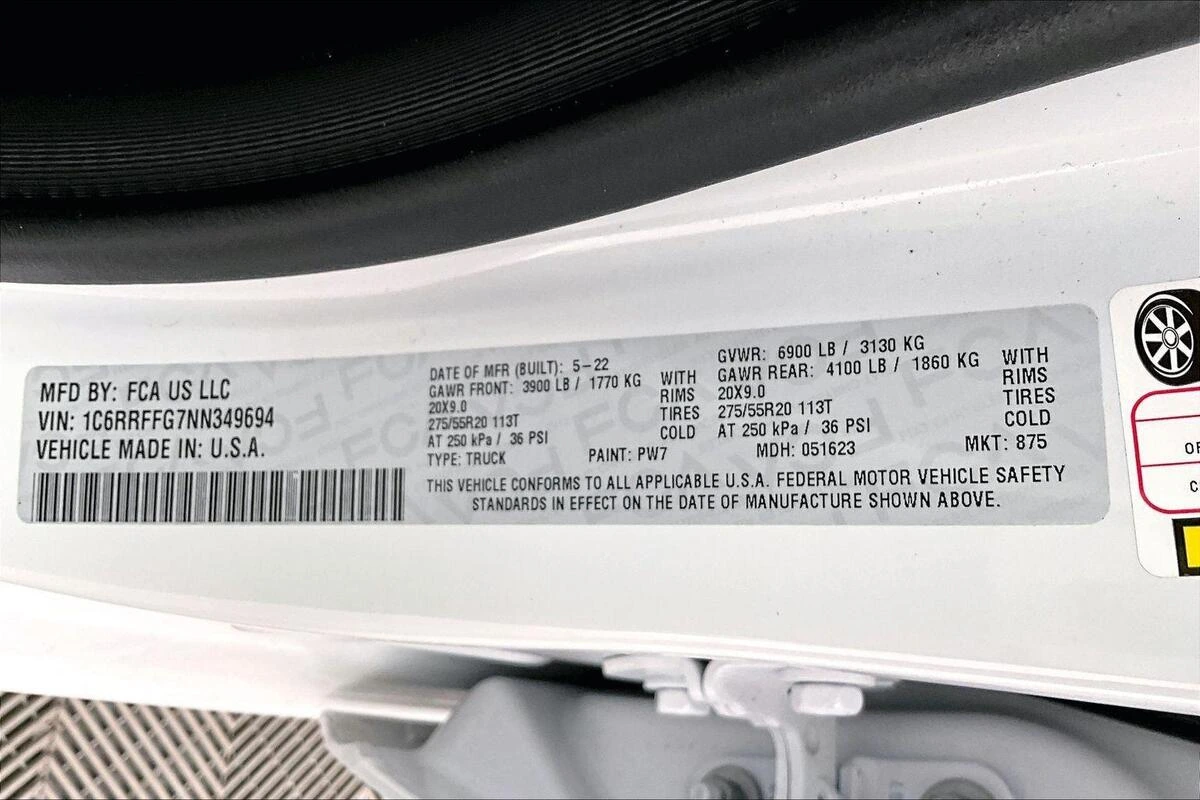 MFD BY: FCA US LLC
VIN: 1C6RRFFG7NN349694
VEHICLE MADE IN: U.S.A.
DATE OF MFR (BUILT): 5-22
GAWR FRONT: 3900 LB / 1770 KG WITH
20X9.0 RIMS
275/55R20 113T TIRES
AT 250 kPa / 36 PSI COLD
TYPE: TRUCK
GVWR: 6900 LB / 3130 KG
GAWR REAR: 4100 LB / 1860 KG WITH
20X9.0 RIMS
275/55R20 113T TIRES
AT 250 kPa / 36 PSI COLD
PAINT: PW7 MDH: 051623 MKT: 875
THIS VEHICLE CONFORMS TO ALL APPLICABLE U.S.A. FEDERAL MOTOR VEHICLE SAFETY
STANDARDS IN EFFECT ON THE DATE OF MANUFACTURE SHOWN ABOVE.